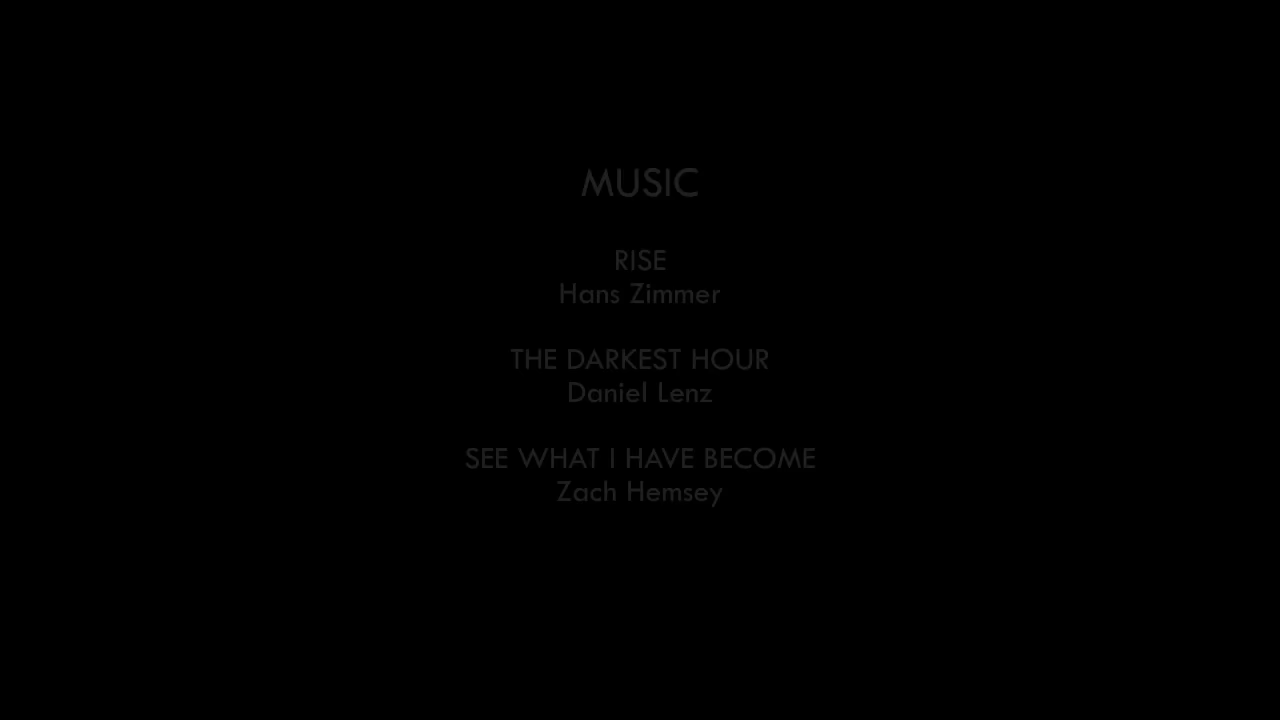 MUSIC
RISE
Hans Zimmer
THE DARKEST HOUR
Daniel Lenz
SEE WHAT I HAVE BECOME
Zach Hemsey